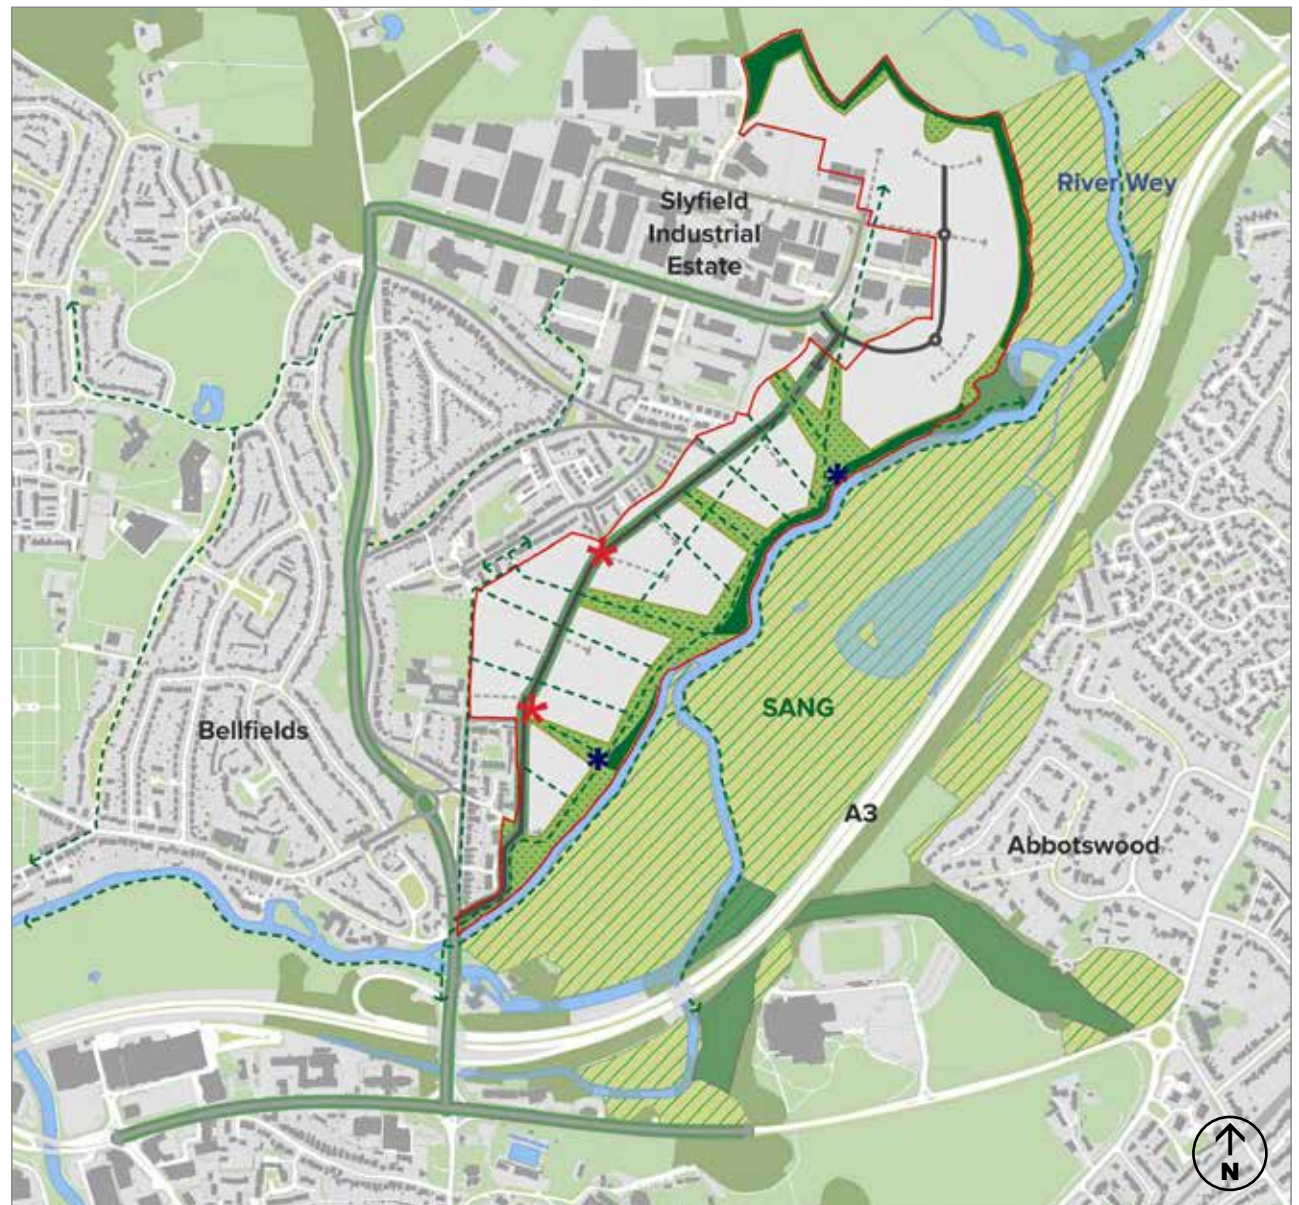 Slyfield
Industrial
Estate
River Wey
SANG
Bellfields
A3
Abbotswood
N